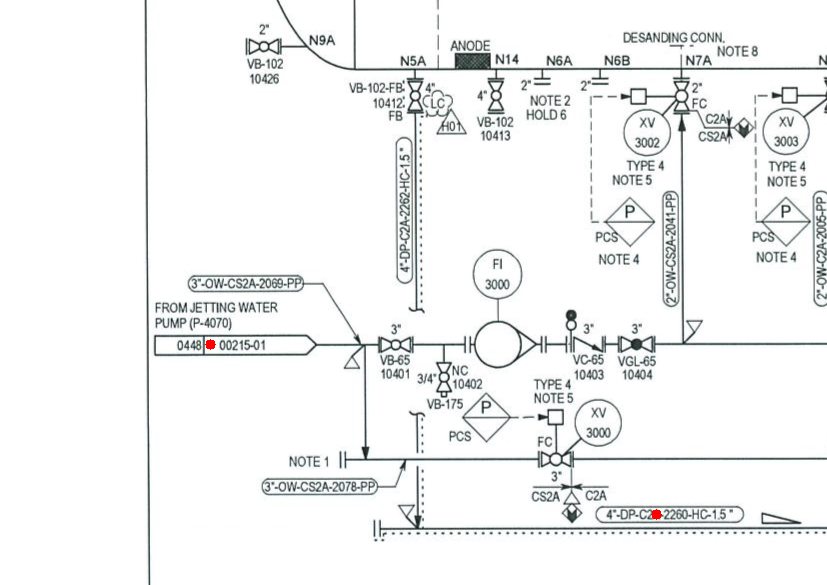 2"
N9A
VB-102
10426
N5A
ANODE
N14
N6A
N6B
DESANDING CONN.
NOTE 8
N7A
N
VB-102-FB
10412
FB
4"
LC
H01
4"
VB-102
10413
2"
NOTE 2
HOLD 6
2"
2"
FC
C2A
CS2A
XV
3002
TYPE 4
NOTE 5
XV
3003
TYPE 4
NOTE 5
P
PCS
NOTE 4
P
PCS
NOTE 4
4"-DP-C2A-2262-HC-1.5"
2"-OW-CS2A-2041-PP
2"-OW-C2A-2005-PP
3"-OW-CS2A-2069-PP
FI
3000
FROM JETTING WATER
PUMP (P-4070)
0448 00215-01
3"
VB-65
10401
3/4"
NC
10402
VB-175
3"
VC-65
10403
3"
VGL-65
10404
TYPE 4
NOTE 5
P
PCS
XV
3000
FC
3"
NOTE 1
3"-OW-CS2A-2078-PP
CS2A
C2A
4"-DP-C2 -2260-HC-1.5"